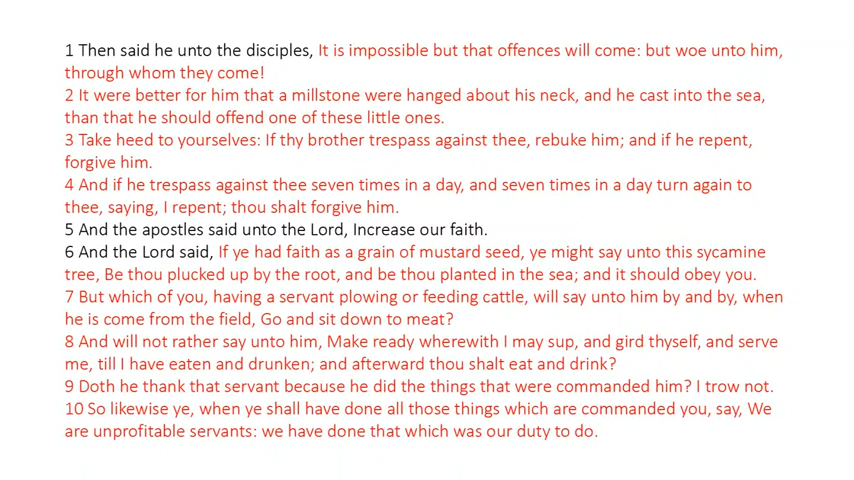 1 Then said he unto the disciples, It is impossible but that offences will come: but woe unto him,
through whom they come!
2 It were better for him that a millstone were hanged about his neck, and he cast into the sea,
than that he should offend one of these little ones.
3 Take heed to yourselves: If thy brother trespass against thee, rebuke him; and if he repent,
forgive him.
4 And if he trespass against thee seven times in a day, and seven times in a day turn again to
thee, saying, I repent; thou shalt forgive him.
5 And the apostles said unto the Lord, Increase our faith.
6 And the Lord said, If ye had faith as a grain of mustard seed, ye might say unto this sycamine
tree, Be thou plucked up by the root, and be thou planted in the sea; and it should obey you.
7 But which of you, having a servant plowing or feeding cattle, will say unto him by and by, when
he is come from the field, Go and sit down to meat?
8 And will not rather say unto him, Make ready wherewith I may sup, and gird thyself, and serve
me, till I have eaten and drunken; and afterward thou shalt eat and drink?
9 Doth he thank that servant because he did the things that were commanded him? I trow not.
10 So likewise ye, when ye shall have done all those things which are commanded you, say, We
are unprofitable servants: we have done that which was our duty to do.